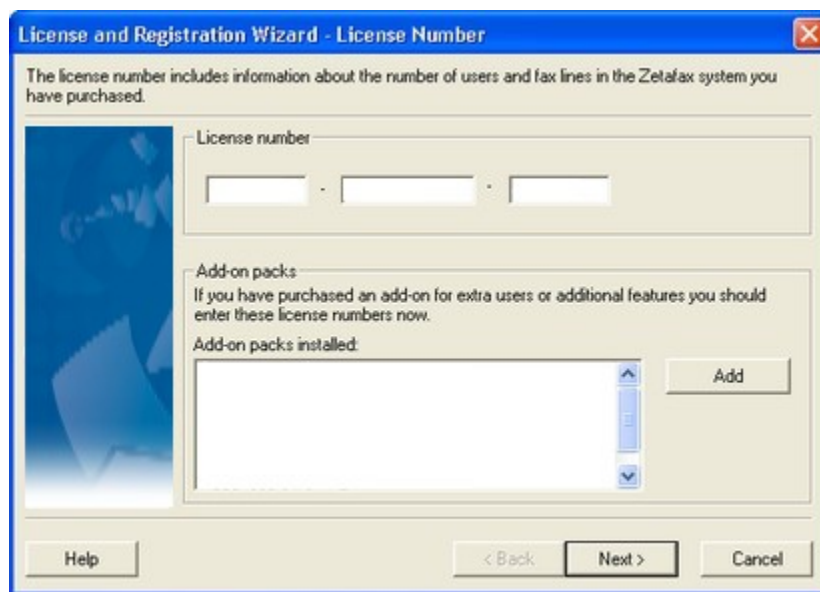 License and Registration Wizard - License Number
The license number includes information about the number of users and fax lines in the Zetafax system you
have purchased.
License number
- -
Add-on packs
If you have purchased an add-on for extra users or additional features you should
enter these license numbers now.
Add-on packs installed:
Add
Help
< Back
Next >
Cancel